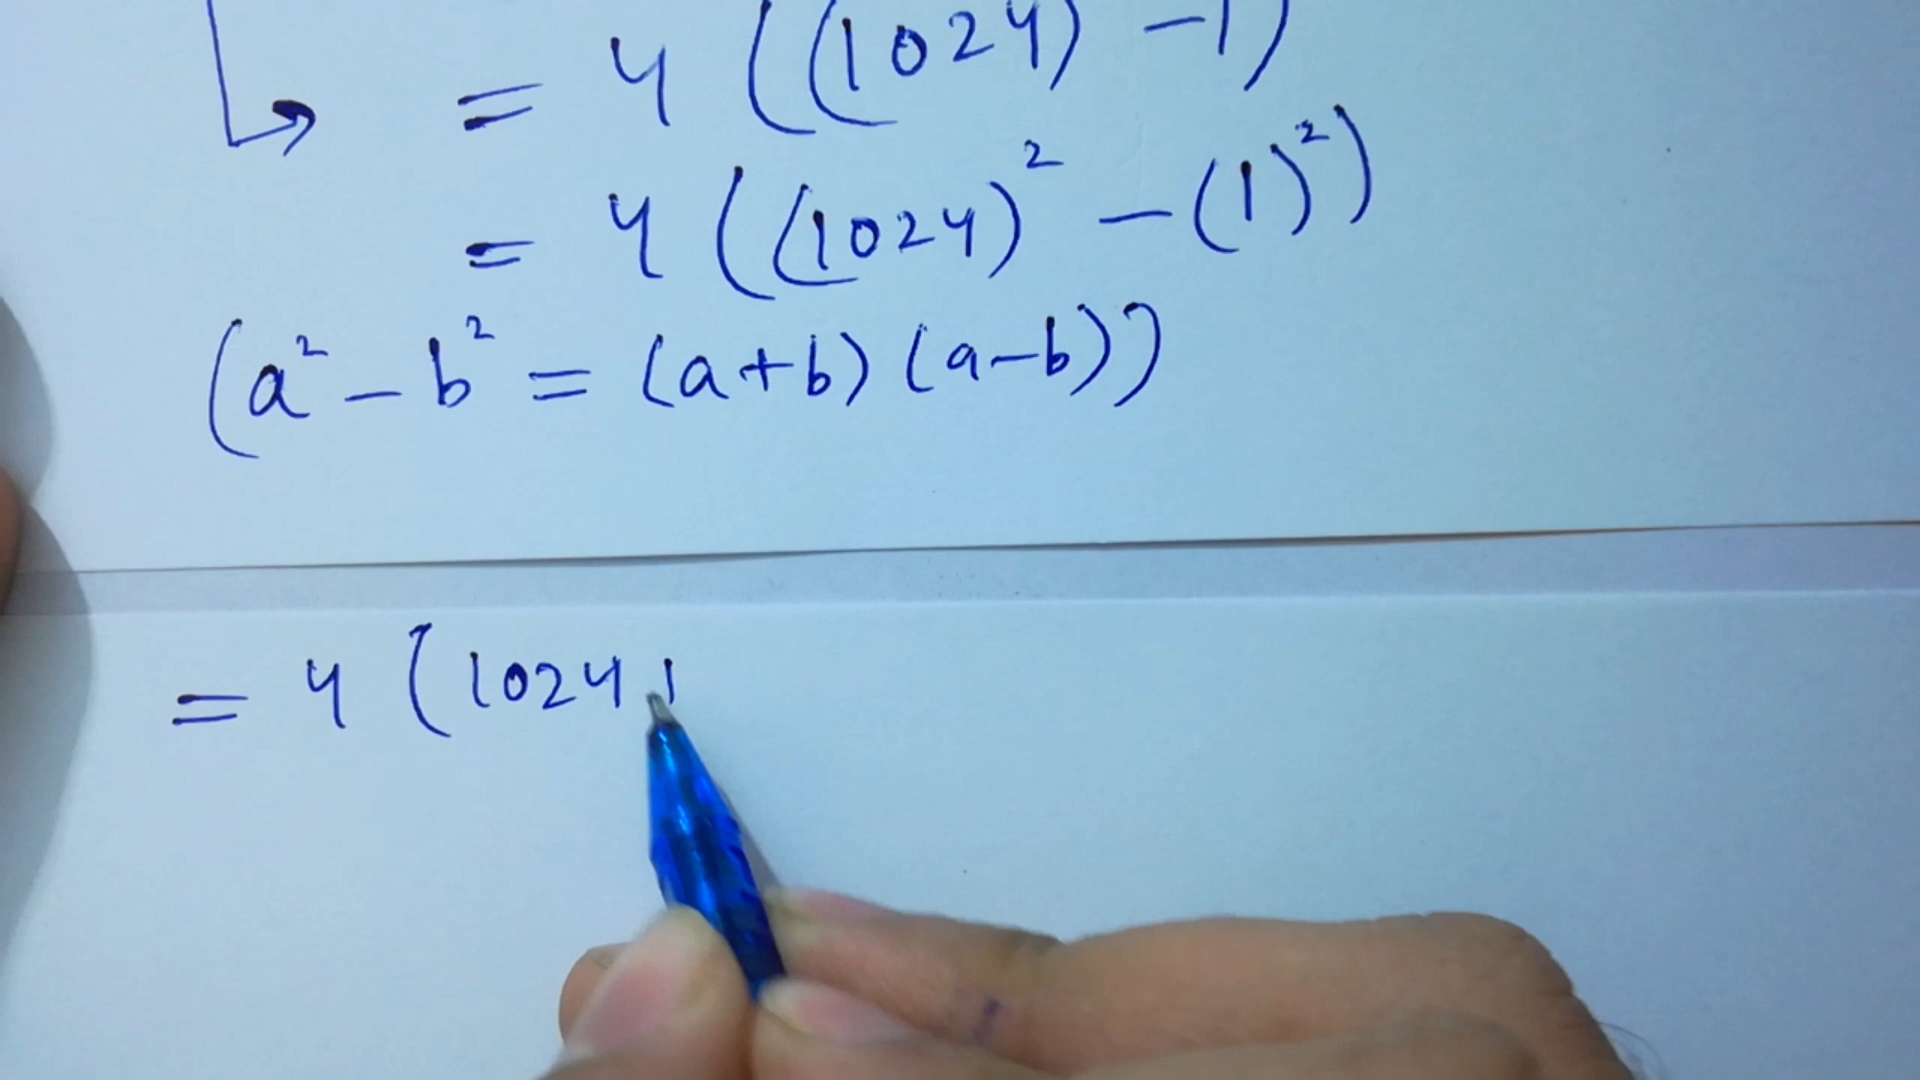 = 4 ((1024) - 1)
= 4 ((1024)² - (1)²)
(a² - b² = (a+b) (a-b))
= 4 (1024